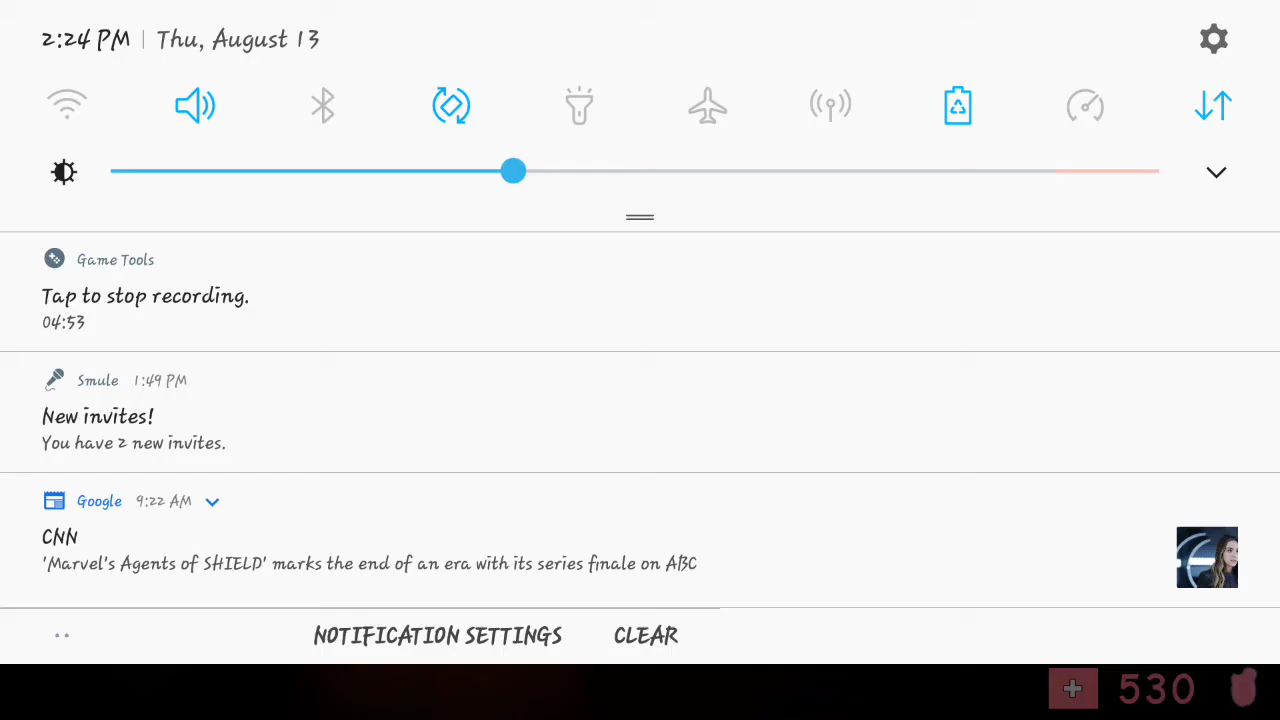 2:24 PM | Thu, August 13
Game Tools
Tap to stop recording.
04:53
Smule 1:49 PM
New invites!
You have 2 new invites.
Google 9:22 AM
CNN
'Marvel's Agents of SHIELD' marks the end of an era with its series finale on ABC
NOTIFICATION SETTINGS CLEAR
530